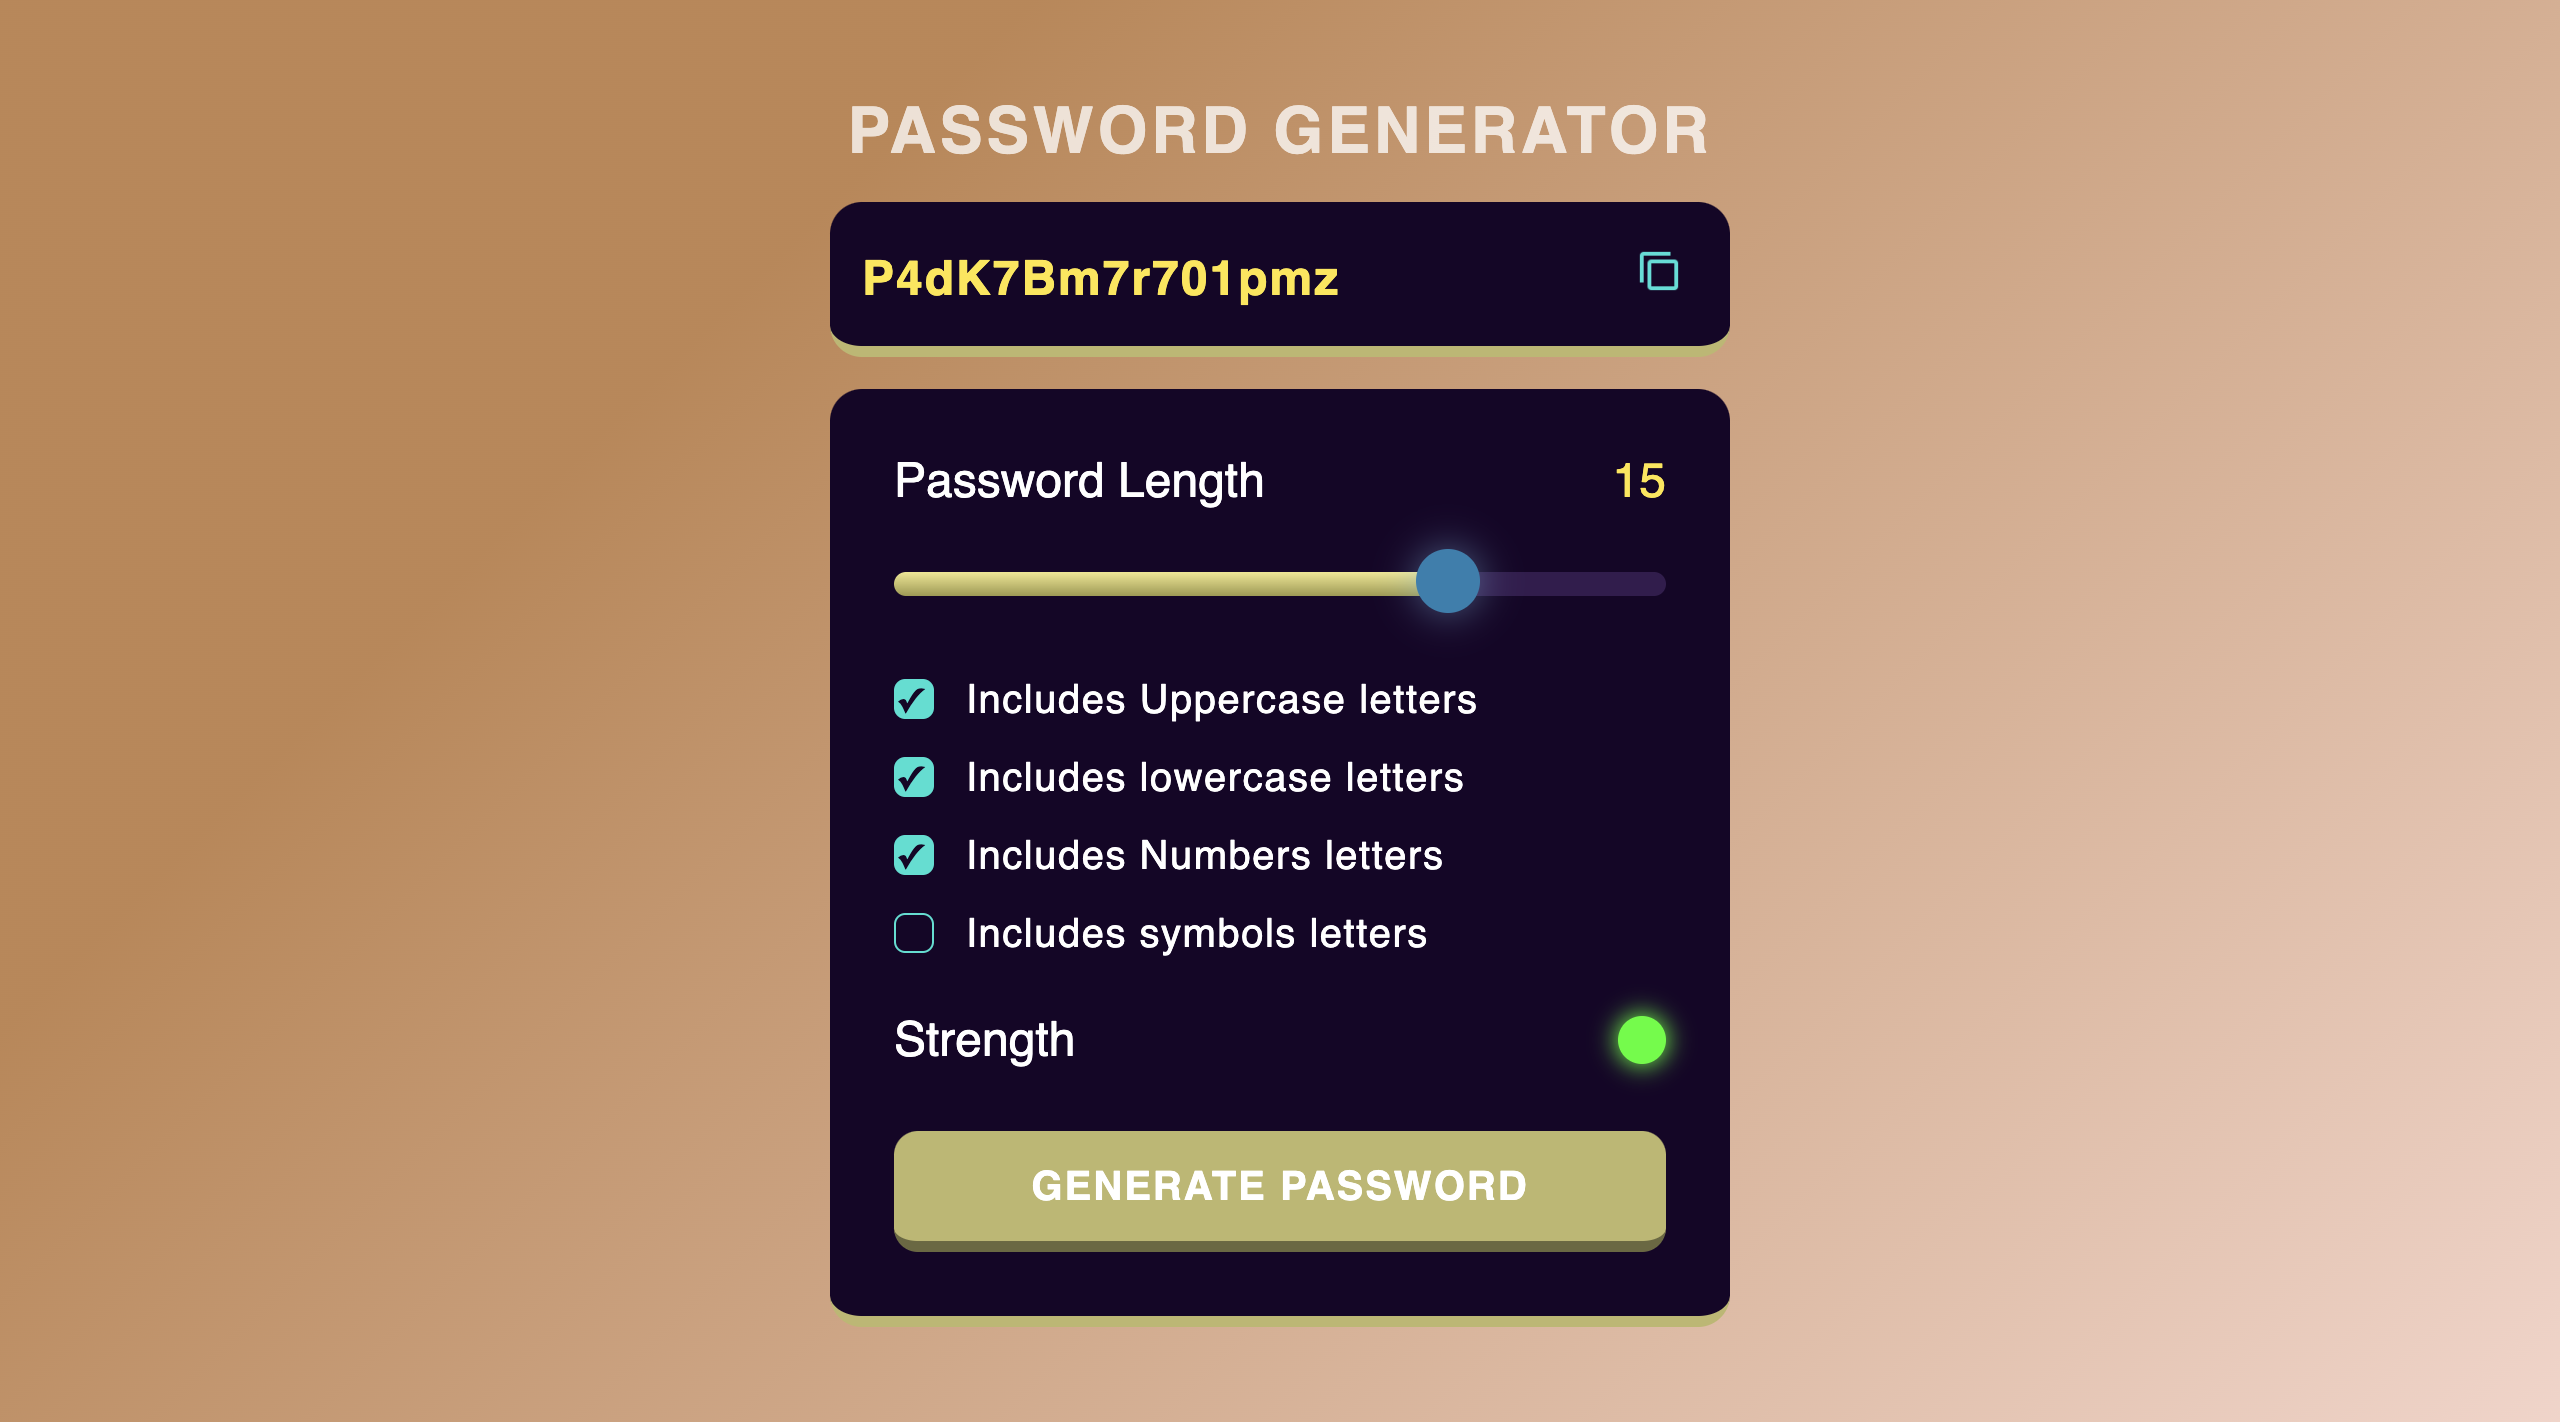 PASSWORD GENERATOR
P4dK7Bm7r701pmz
Password Length 15
Includes Uppercase letters
Includes lowercase letters
Includes Numbers letters
Includes symbols letters
Strength
GENERATE PASSWORD